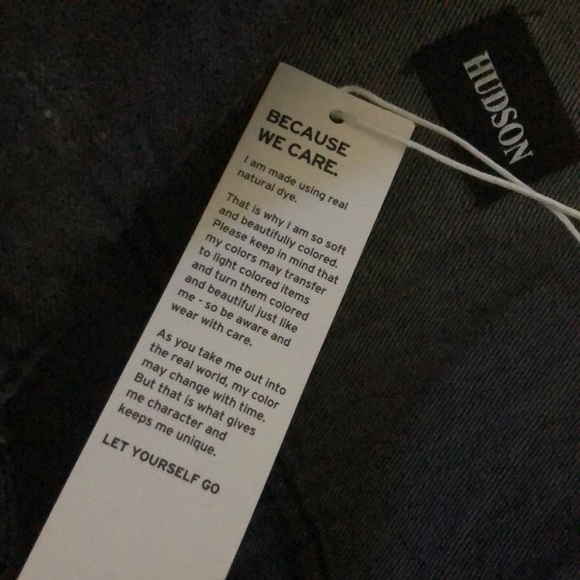 HUDSON
BECAUSE
WE CARE.
I am made using real
natural dye.
That is why I am so soft
and beautifully colored.
Please keep in mind that
my colors may transfer
to light colored items
and turn them colored
and beautiful just like
me - so be aware and
wear with care.
As you take me out into
the real world, my color
may change with time.
But that is what gives
me character and
keeps me unique.
LET YOURSELF GO